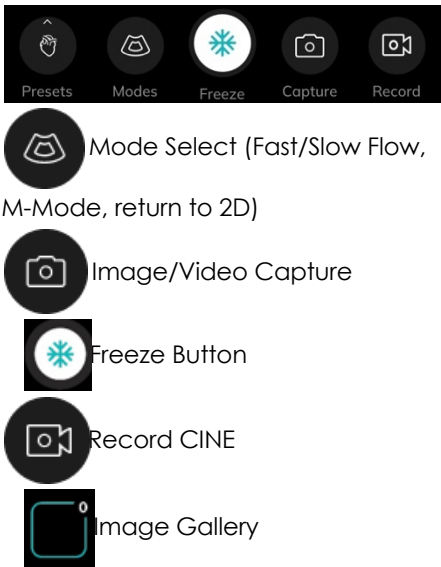 Presets Modes Freeze Capture Record
Mode Select (Fast/Slow Flow,
M-Mode, return to 2D)
Image/Video Capture
Freeze Button
Record CINE
0
Image Gallery